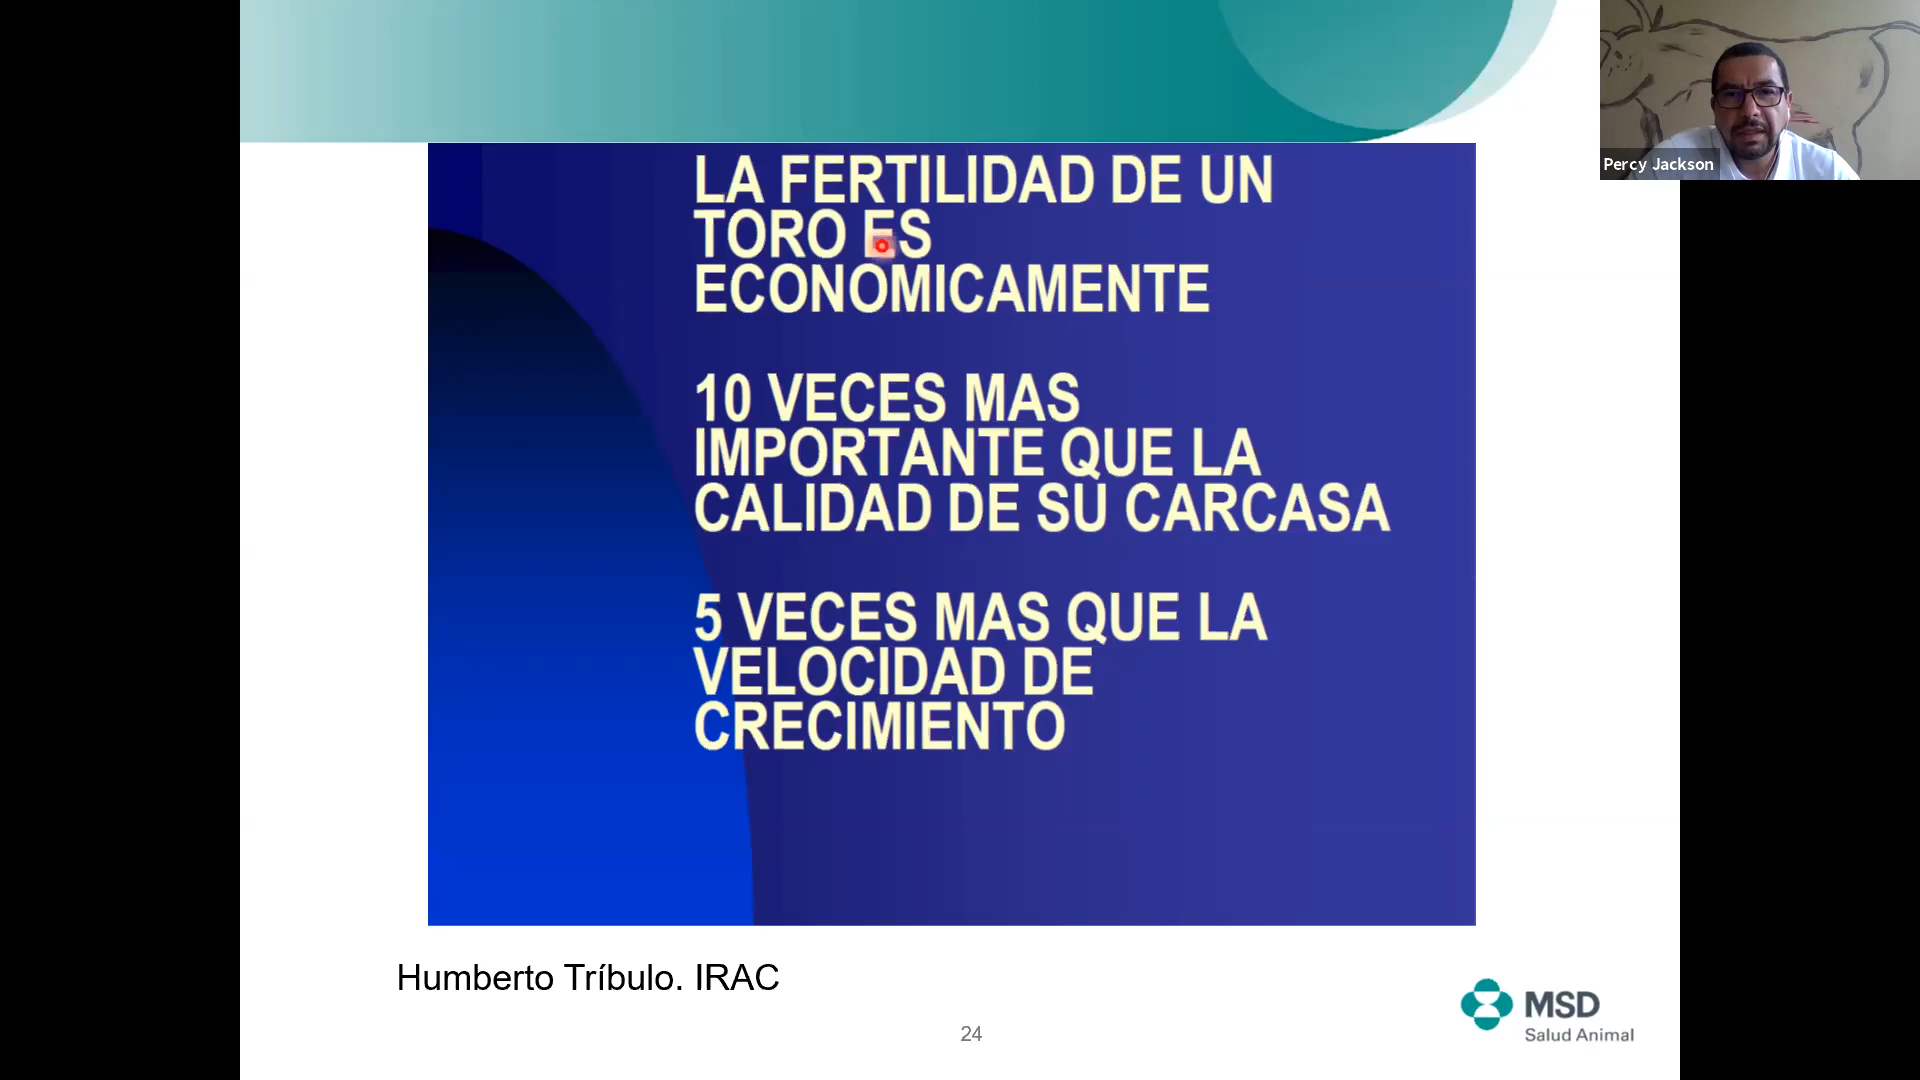 LA FERTILIDAD DE UN
TORO ES
ECONOMICAMENTE
10 VECES MAS
IMPORTANTE QUE LA
CALIDAD DE SU CARCASA
5 VECES MAS QUE LA
VELOCIDAD DE
CRECIMIENTO
Humberto Tríbulo. IRAC
24
MSD
Salud Animal
Percy Jackson